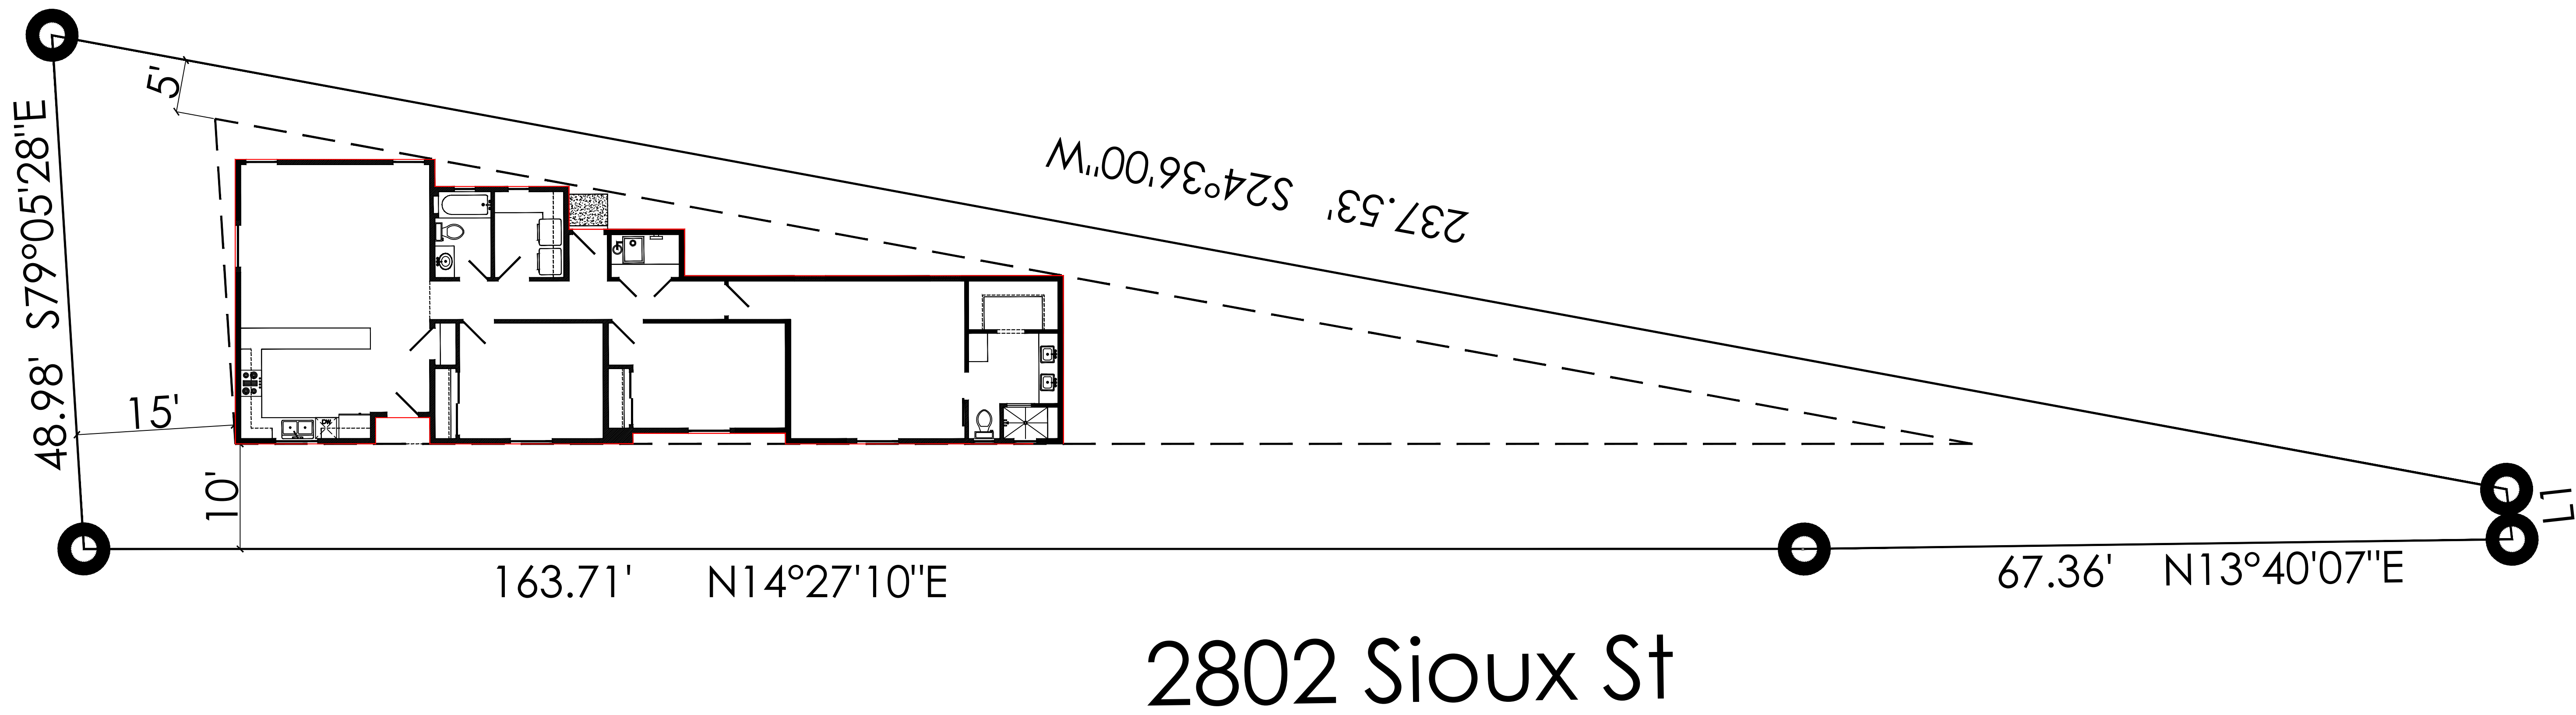 5'
48.98' S79°05'28"E
237.53' S24°36'00"W
15'
10'
DW
L1
163.71' N14°27'10"E
67.36' N13°40'07"E
2802 Sioux St